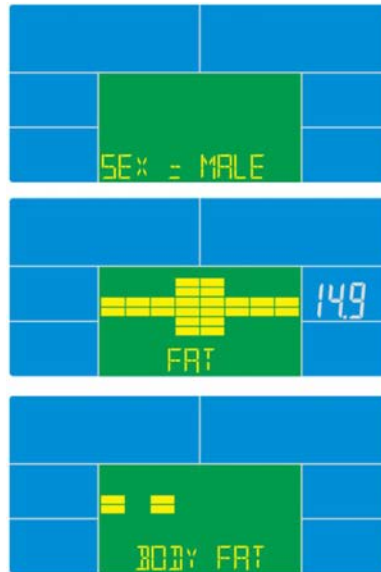 SEX = MALE
14.9
FAT
BODY FAT